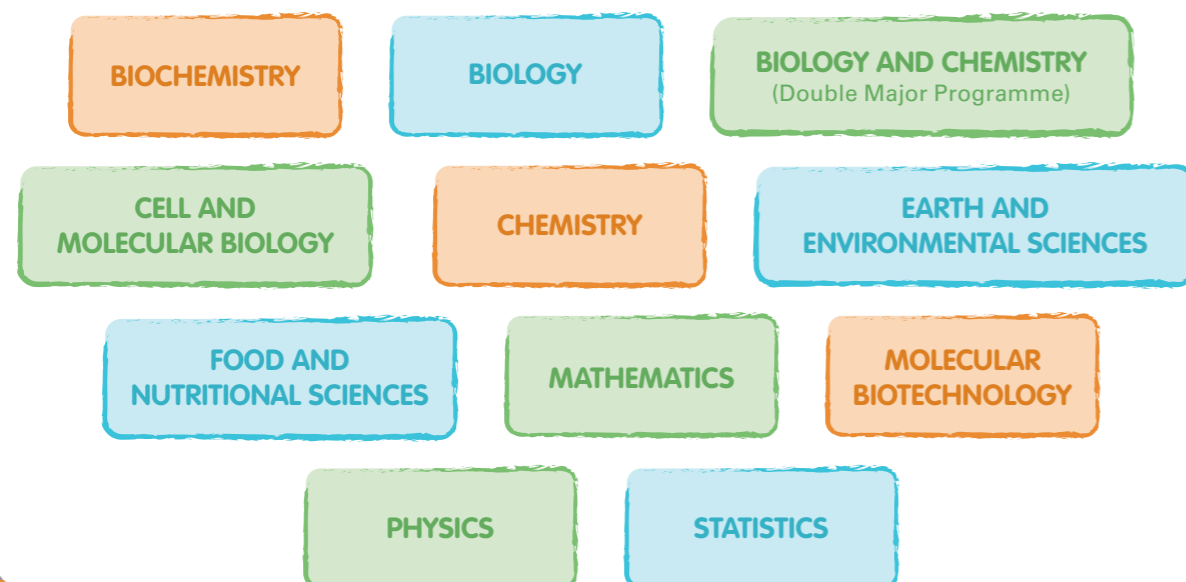 BIOCHEMISTRY
BIOLOGY
BIOLOGY AND CHEMISTRY
(Double Major Programme)
CELL AND
MOLECULAR BIOLOGY
CHEMISTRY
EARTH AND
ENVIRONMENTAL SCIENCES
FOOD AND
NUTRITIONAL SCIENCES
MATHEMATICS
MOLECULAR
BIOTECHNOLOGY
PHYSICS
STATISTICS